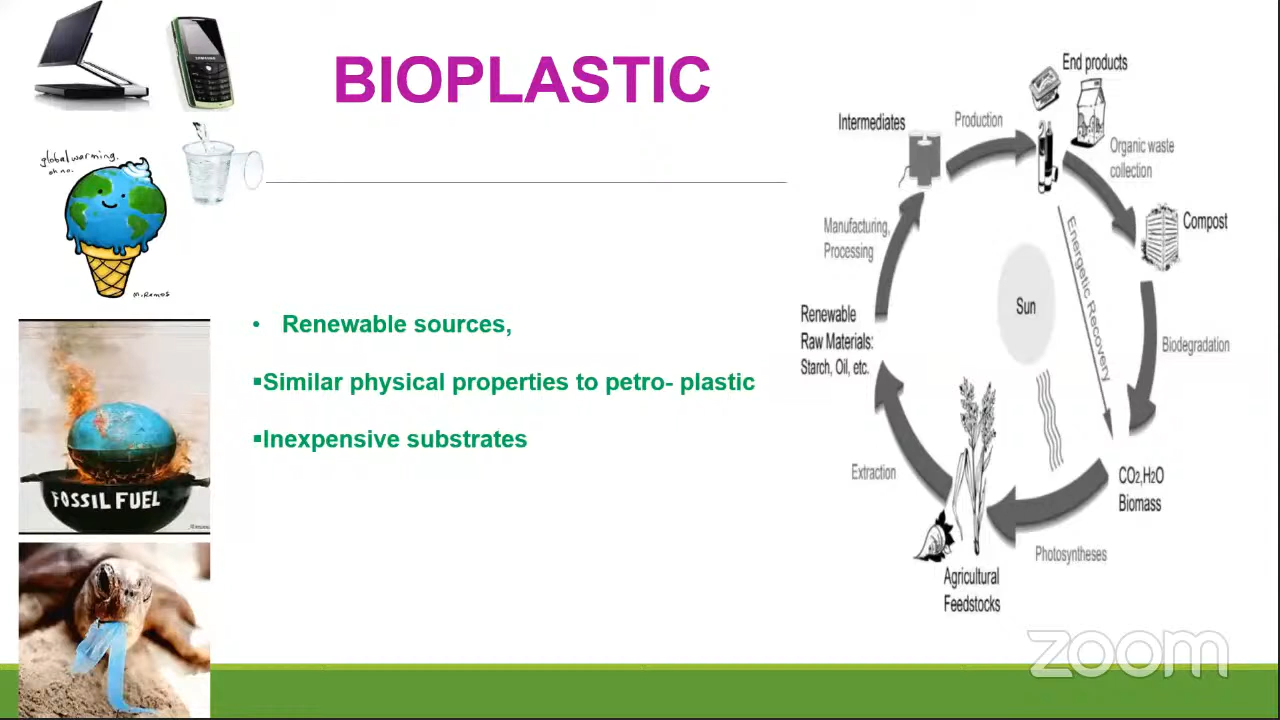 BIOPLASTIC
SAMSUNG
global warming.
oh no.
M.Ramos
• Renewable sources,
▪Similar physical properties to petro- plastic
▪Inexpensive substrates
FOSSIL FUEL
End products
Production
Intermediates
Organic waste
collection
Compost
Manufacturing,
Processing
Energetic Recovery
Sun
Renewable
Raw Materials:
Starch, Oil, etc.
Biodegradation
Extraction
CO2,H2O
Biomass
Photosyntheses
Agricultural
Feedstocks
zoom